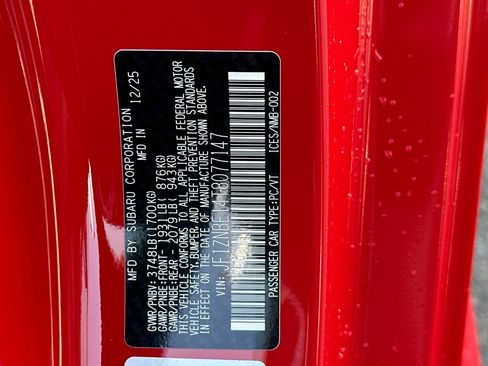 MFD BY SUBARU CORPORATION
MFD IN 12/25
GVWR/PNBV: 3748LB(1700KG)
GAWR/PNBE:FRONT- 1931LB( 876KG)
GAWR/PNBE:REAR - 2079LB( 943KG)
THIS VEHICLE CONFORMS TO ALL APPLICABLE FEDERAL MOTOR
VEHICLE SAFETY,BUMPER,AND THEFT PREVENTION STANDARDS
IN EFFECT ON THE DATE OF MANUFACTURE SHOWN ABOVE.
VIN:
PASSENGER CAR TYPE:PC/VT ICES/NMB-002